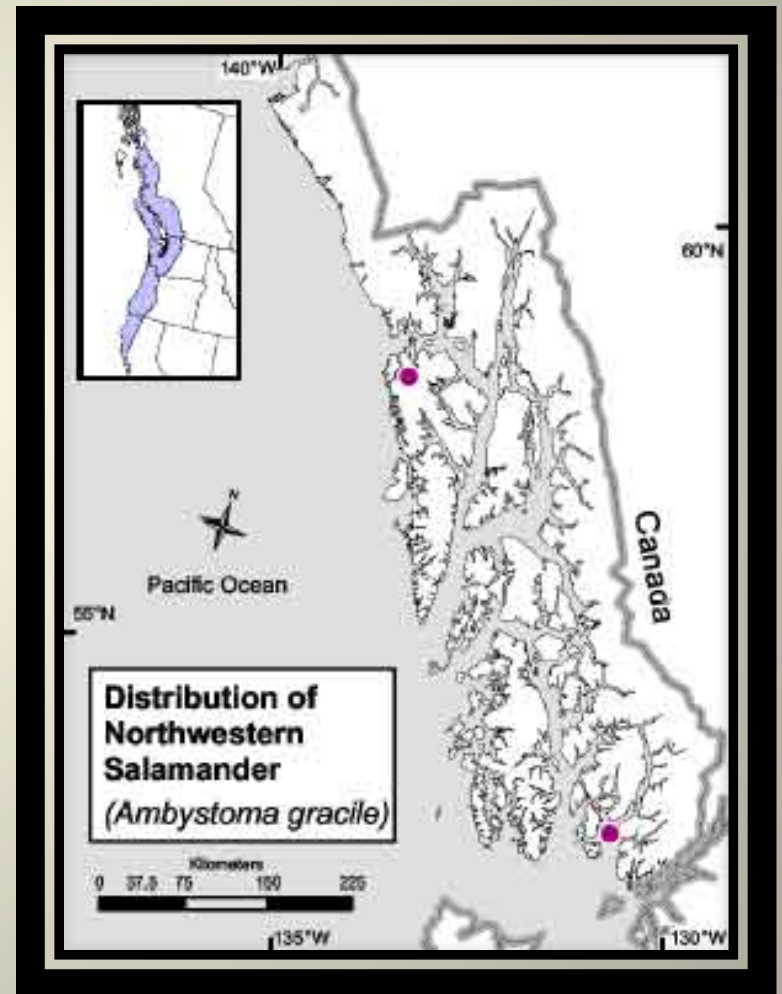 140°W
60°N
N
Pacific Ocean
Canada
55°N
Distribution of
Northwestern
Salamander
(Ambystoma gracile)
Kilometers
0 37.5 75 150 225
135°W
130°W